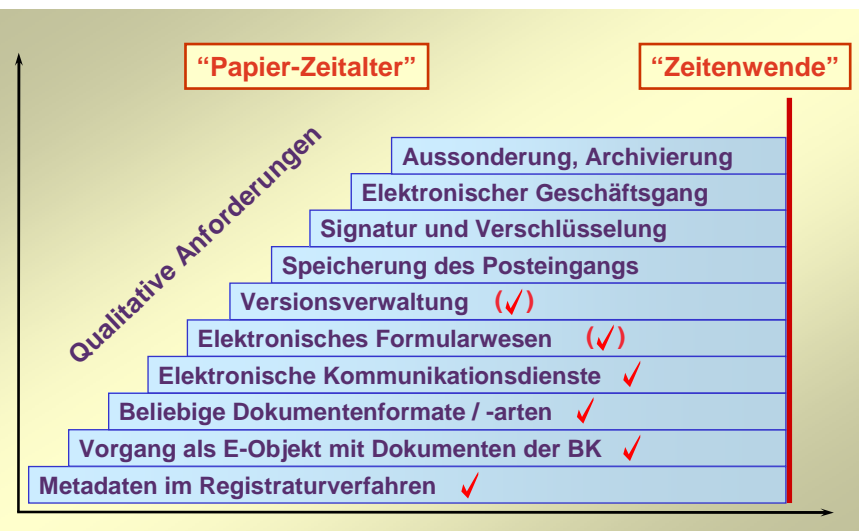 “Papier-Zeitalter”
“Zeitenwende”
Qualitative Anforderungen
Aussonderung, Archivierung
Elektronischer Geschäftsgang
Signatur und Verschlüsselung
Speicherung des Posteingangs
Versionsverwaltung (✓)
Elektronisches Formularwesen (✓)
Elektronische Kommunikationsdienste ✓
Beliebige Dokumentenformate / -arten ✓
Vorgang als E-Objekt mit Dokumenten der BK ✓
Metadaten im Registraturverfahren ✓